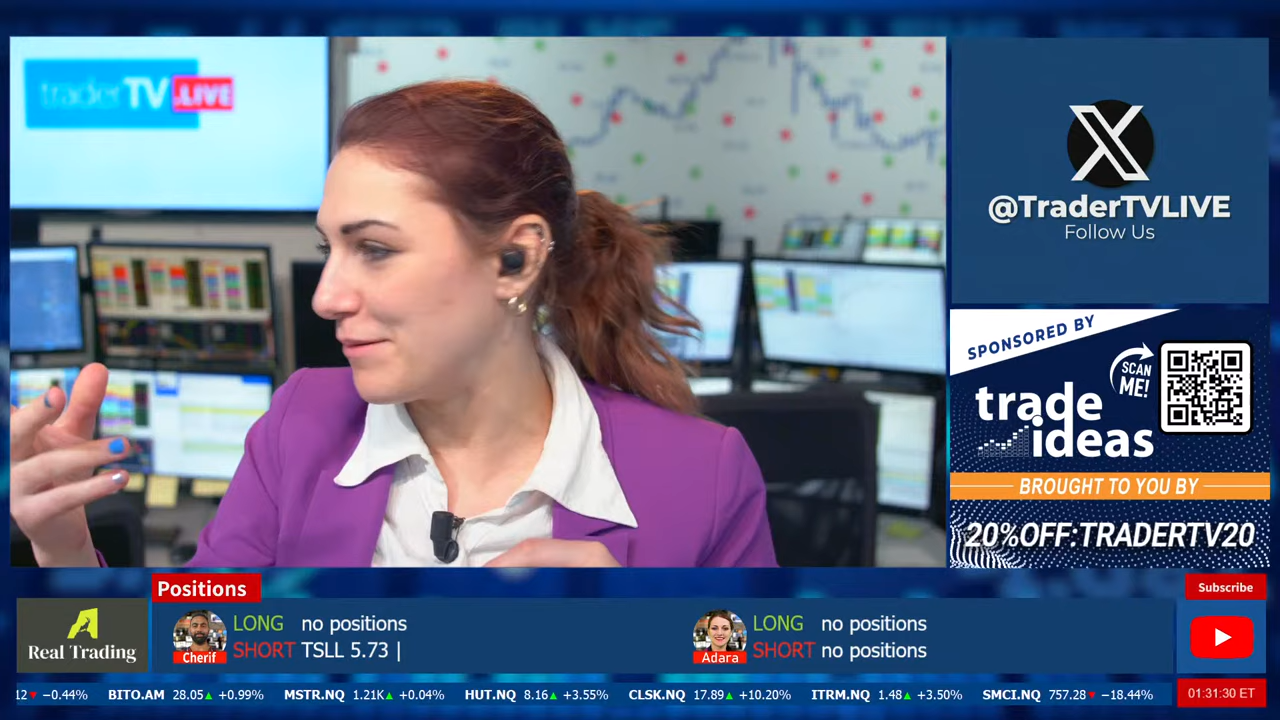 traderTV.LIVE
@TraderTVLIVE
Follow Us
SPONSORED BY
SCAN
ME!
trade
ideas
BROUGHT TO YOU BY
20%OFF:TRADERTV20
Positions
Subscribe
LONG no positions
SHORT TSLL 5.73 |
Cherif
LONG no positions
SHORT no positions
Adara
Real Trading
12▼ −0.44% BITO.AM 28.05▲ +0.99% MSTR.NQ 1.21K▲ +0.04% HUT.NQ 8.16▲ +3.55% CLSK.NQ 17.89▲ +10.20% ITRM.NQ 1.48▲ +3.50% SMCI.NQ 757.28▼ −18.44%
01:31:30 ET